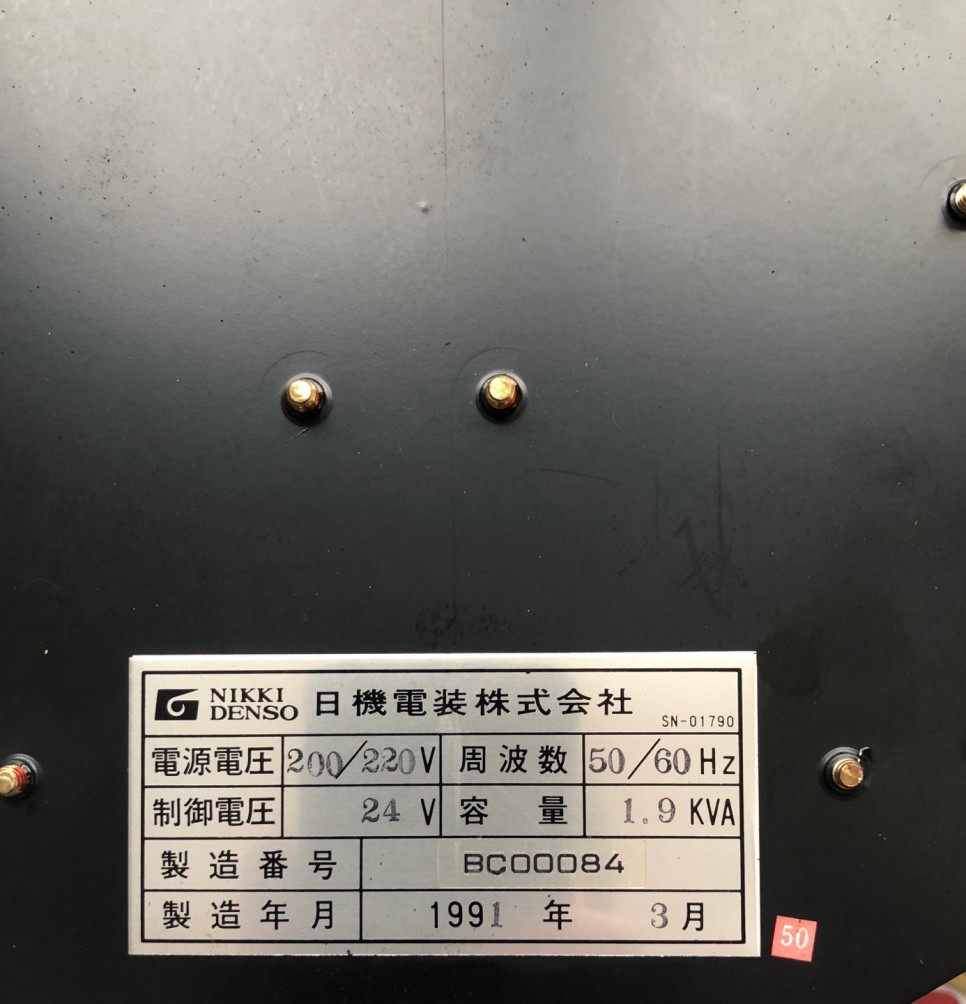 NIKKI
DENSO 日機電装株式会社
SN-01790
電源電圧 200/220V 周波数 50/60Hz
制御電圧 24 V 容量 1.9 KVA
製造番号 BC00084
製造年月 1991 年 3月
50